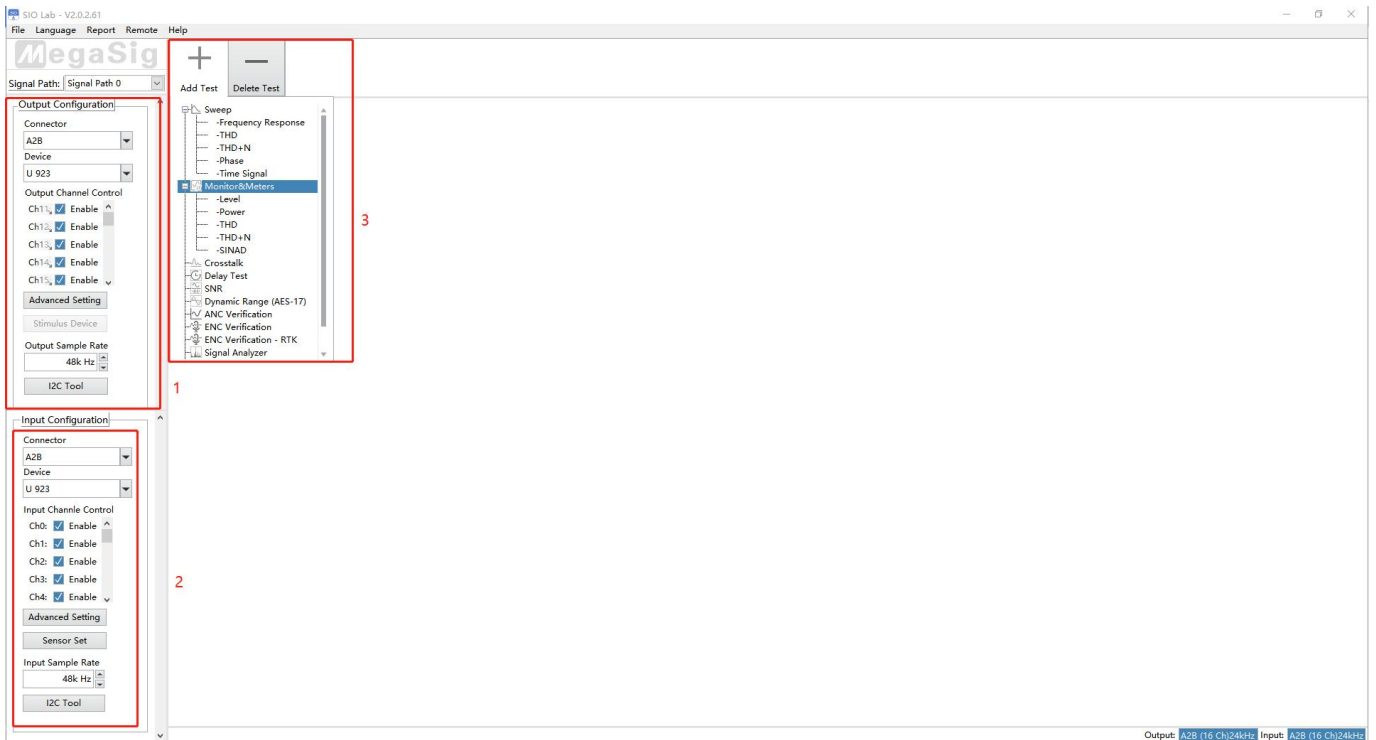 SIO Lab - V2.0.2.61
File Language Report Remote Help
MegaSig
Signal Path: Signal Path 0
Add Test Delete Test
Output Configuration
Connector
A2B
Device
U 923
Output Channel Control
Ch11, Enable
Ch12, Enable
Ch13, Enable
Ch14, Enable
Ch15, Enable
Advanced Setting
Stimulus Device
Output Sample Rate
48k Hz
I2C Tool
1
Input Configuration
Connector
A2B
Device
U 923
Input Channle Control
Ch0: Enable
Ch1: Enable
Ch2: Enable
Ch3: Enable
Ch4: Enable
Advanced Setting
Sensor Set
Input Sample Rate
48k Hz
I2C Tool
2
Sweep
-Frequency Response
-THD
-THD+N
-Phase
-Time Signal
Monitor&Meters
-Level
-Power
-THD
-THD+N
-SINAD
Crosstalk
Delay Test
SNR
Dynamic Range (AES-17)
ANC Verification
ENC Verification
ENC Verification - RTK
Signal Analyzer
3
Output: A2B (16 Ch)24kHz Input: A2B (16 Ch)24kHz